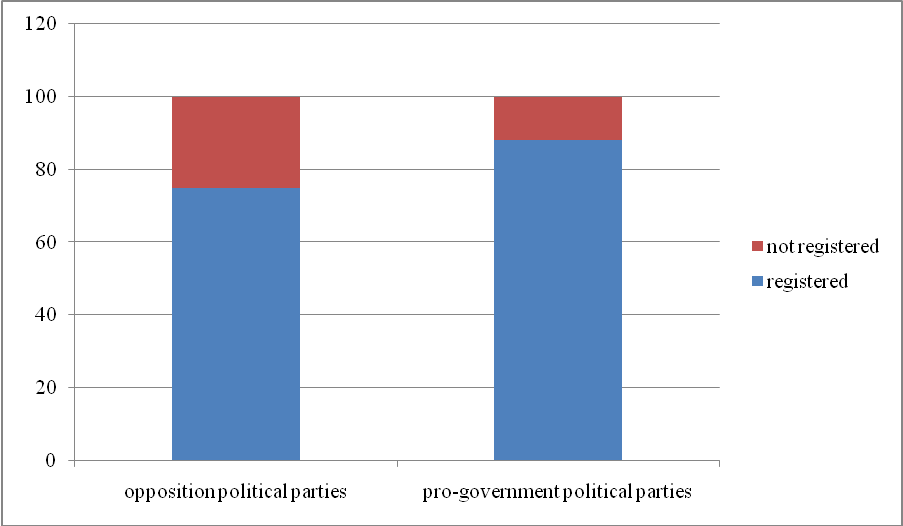 120
100
80
60
40
20
0
opposition political parties
pro-government political parties
not registered
registered